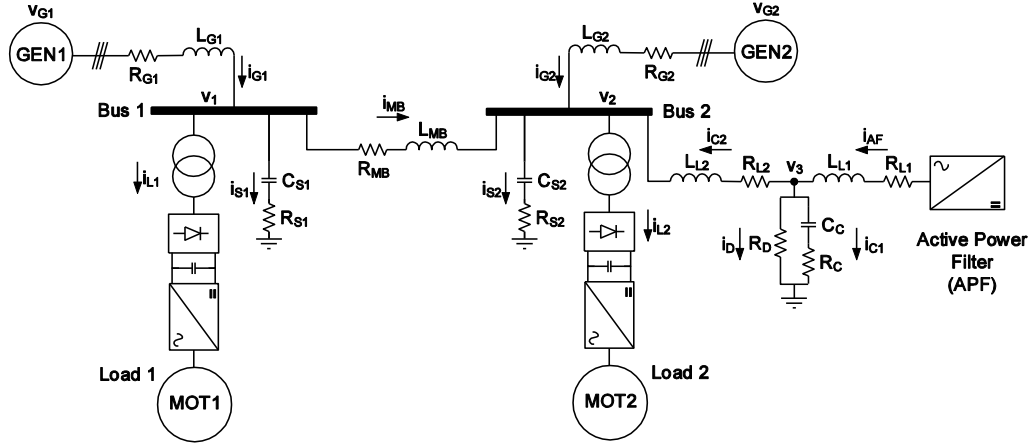 vG1
GEN1
RG1
LG1
iG1
Bus 1
v1
iL1
iS1
CS1
RS1
Load 1
MOT1
iMB
RMB
LMB
vG2
GEN2
LG2
RG2
iG2
v2
Bus 2
iS2
CS2
RS2
iL2
Load 2
MOT2
iC2
LL2
RL2
v3
LL1
iAF
RL1
iD
RD
CC
RC
iC1
Active Power
Filter
(APF)